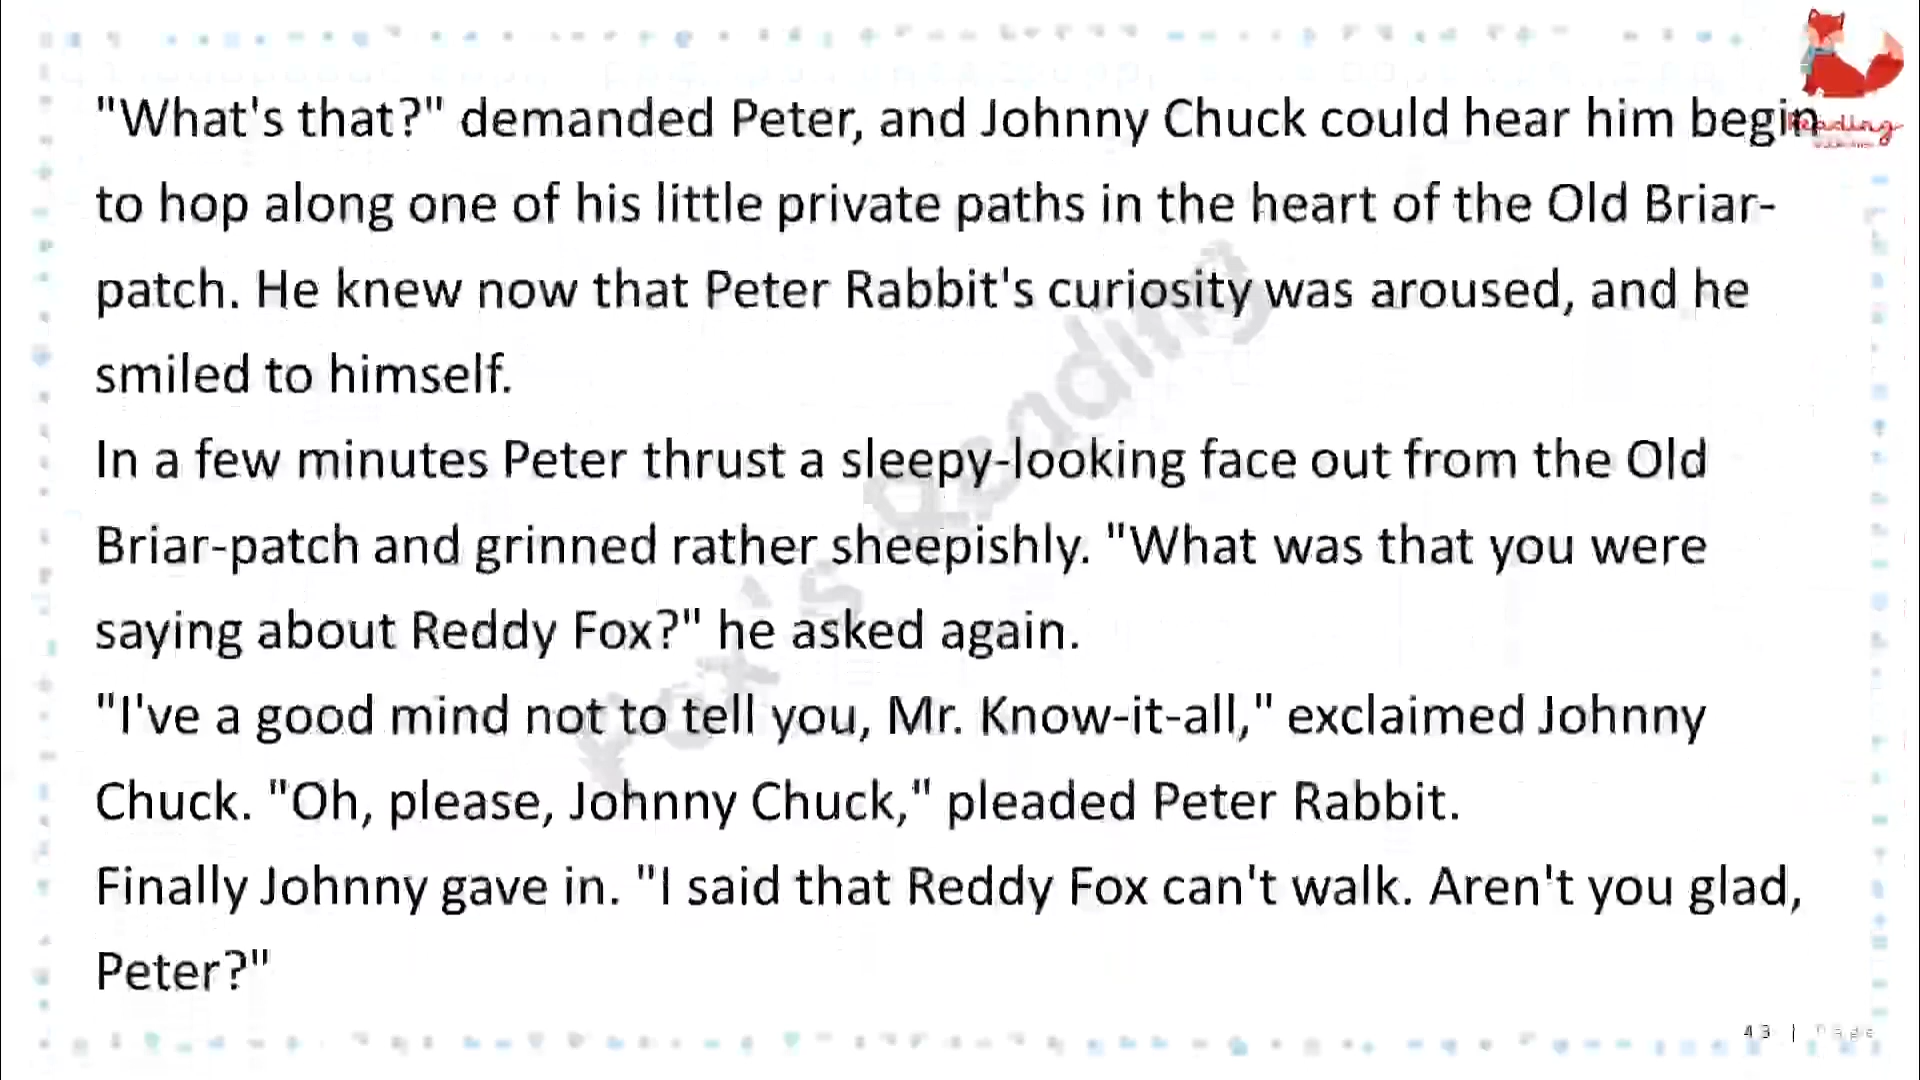 "What's that?" demanded Peter, and Johnny Chuck could hear him begin
to hop along one of his little private paths in the heart of the Old Briar-
patch. He knew now that Peter Rabbit's curiosity was aroused, and he
smiled to himself.
In a few minutes Peter thrust a sleepy-looking face out from the Old
Briar-patch and grinned rather sheepishly. "What was that you were
saying about Reddy Fox?" he asked again.
"I've a good mind not to tell you, Mr. Know-it-all," exclaimed Johnny
Chuck. "Oh, please, Johnny Chuck," pleaded Peter Rabbit.
Finally Johnny gave in. "I said that Reddy Fox can't walk. Aren't you glad,
Peter?"
Fox's Reading
Reading
43 | Page